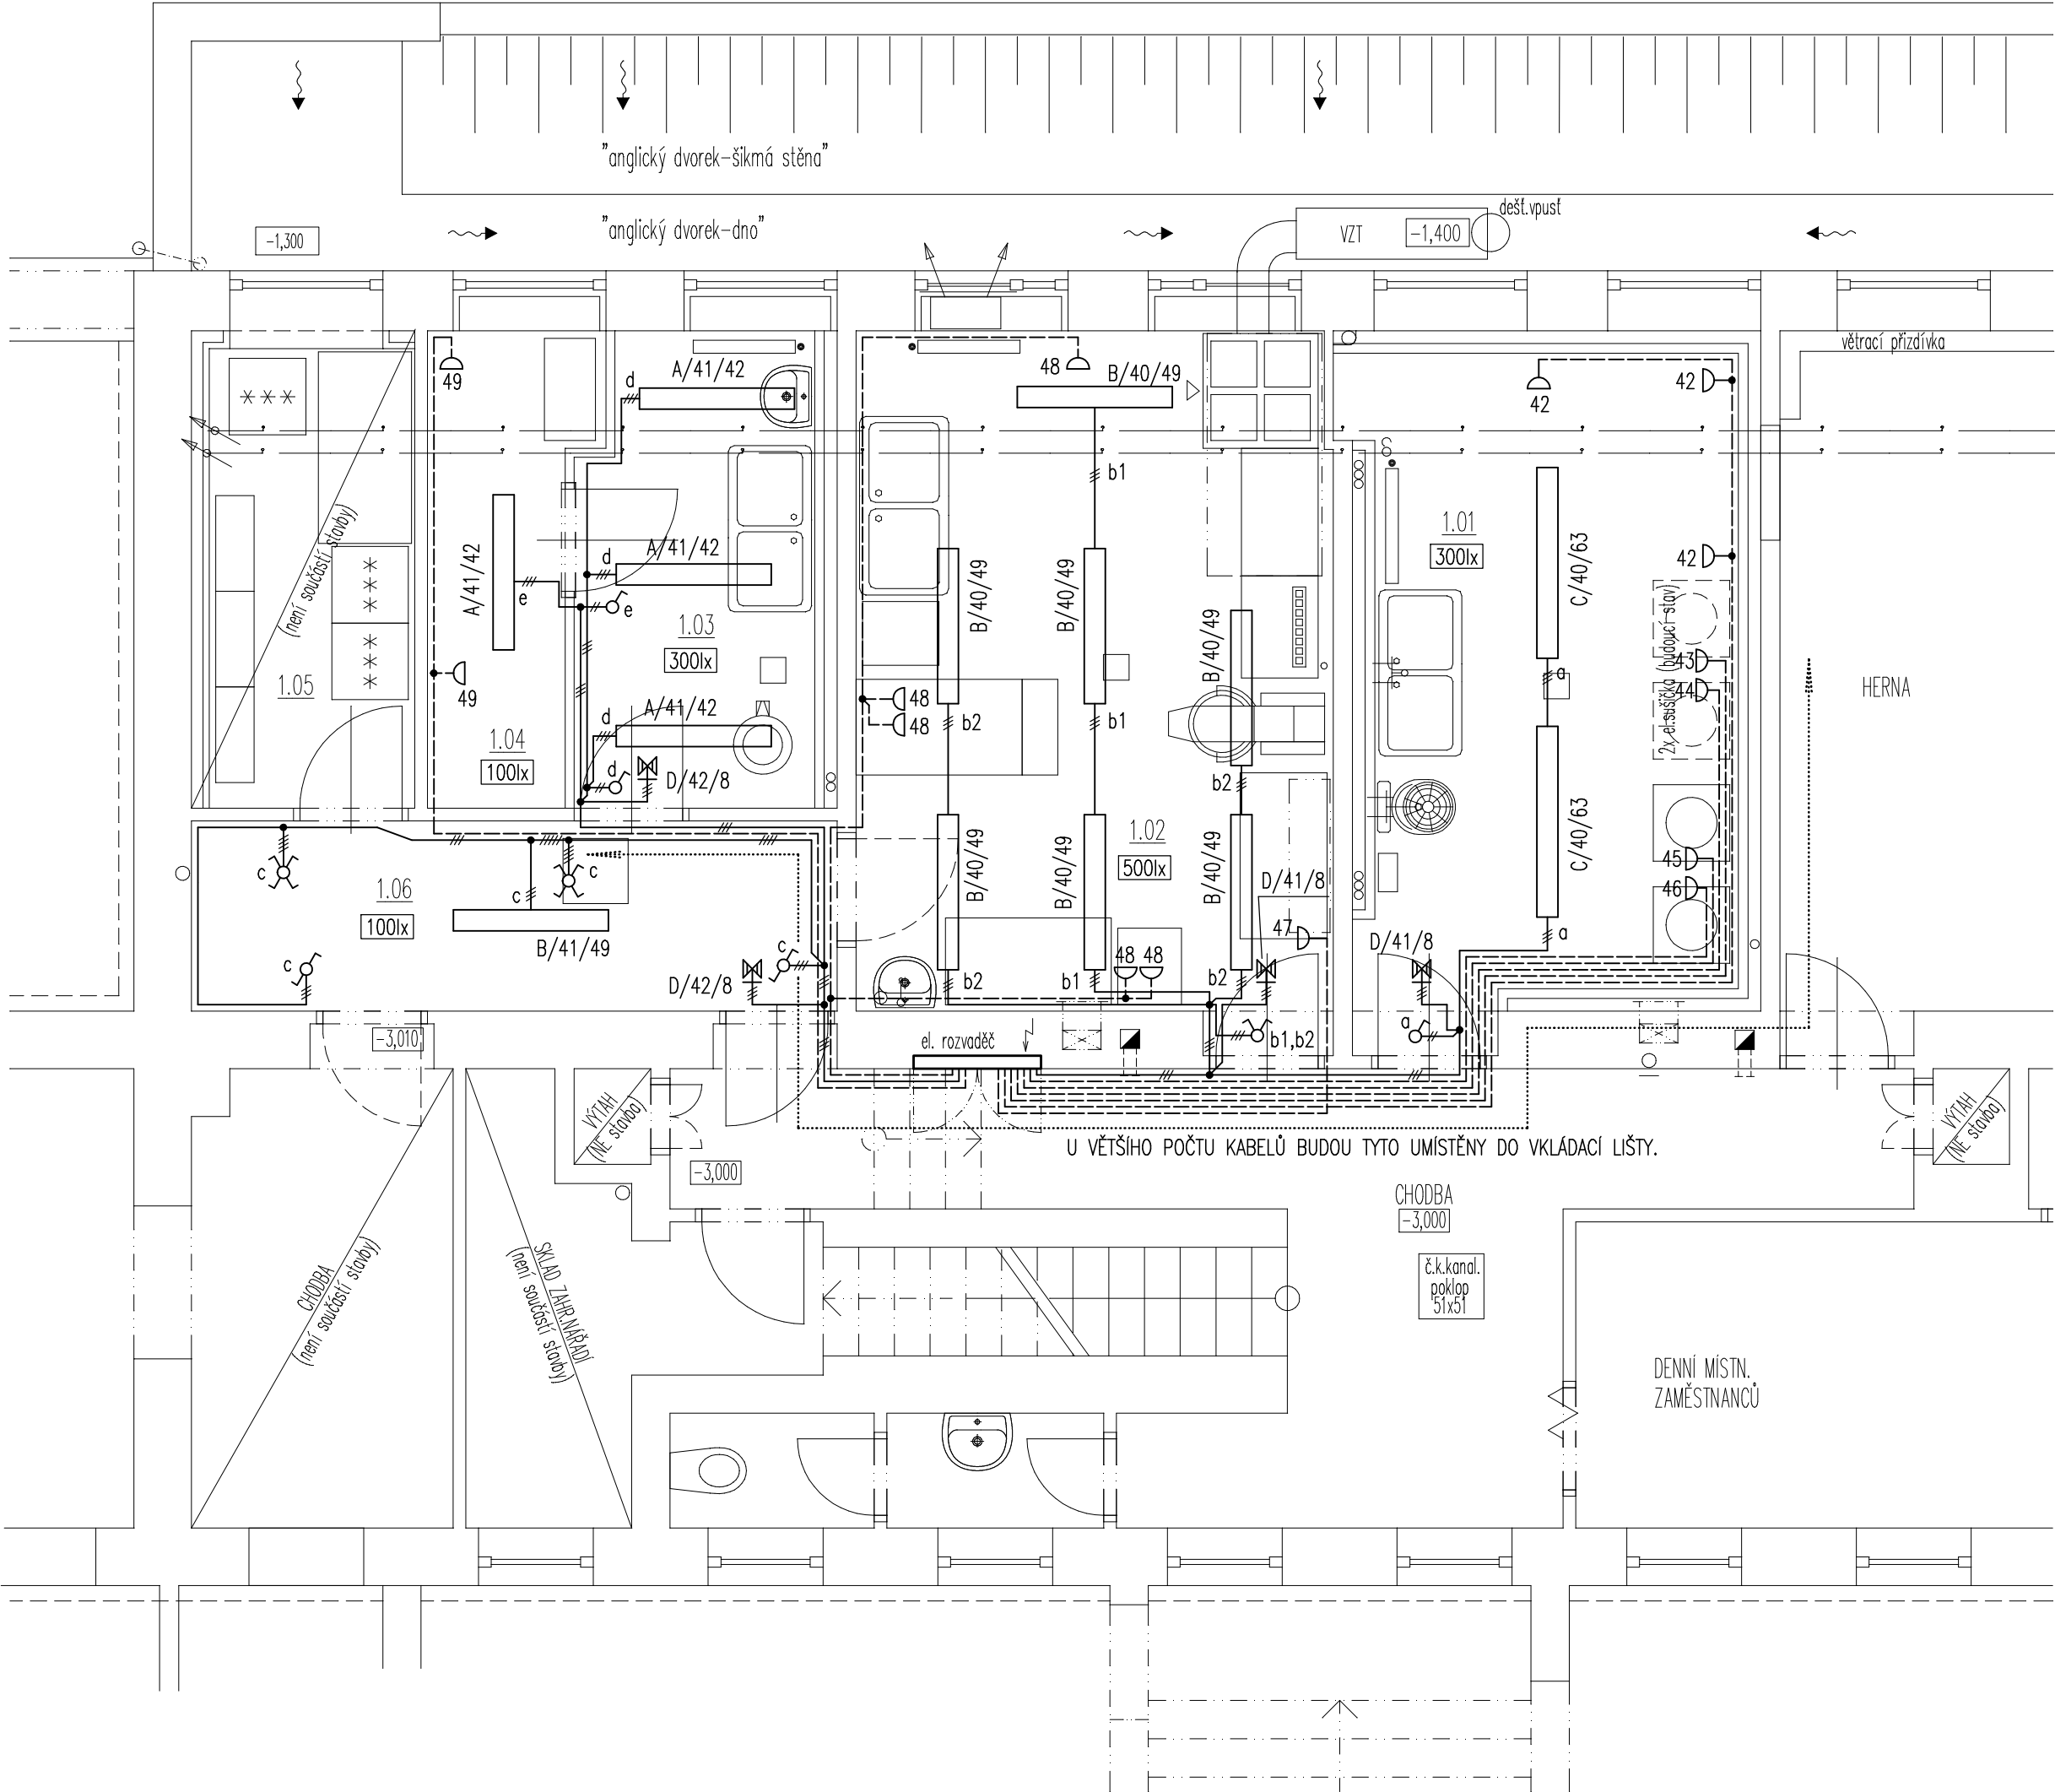 "anglický dvorek-šikmá stěna"
"anglický dvorek-dno"
-1,300
VZT
-1,400
dešť.vpusť
větrací přizdívka
49
d
A/41/42
48
B/40/49
42
42
b1
1.01
300lx
C/40/63
42
(není součástí stavby)
A/41/42
e
d
A/41/42
e
B/40/49
B/40/49
B/40/49
1.03
300lx
2x el.sušička (budoucí stav)
43
44
a
HERNA
1.05
49
48
48
b2
b1
d
A/41/42
1.04
100lx
d
D/42/8
b2
1.02
500lx
B/40/49
B/40/49
B/40/49
C/40/63
45
46
c
c
c
1.06
100lx
B/41/49
D/41/8
47
D/41/8
a
c
c
D/42/8
48
48
b2
b1
b2
-3,010
el. rozvaděč
b1,b2
a
VÝTAH
(NE stavba)
VÝTAH
(NE stavba)
U VĚTŠÍHO POČTU KABELŮ BUDOU TYTO UMÍSTĚNY DO VKLÁDACÍ LIŠTY.
-3,000
CHODBA
-3,000
č.k.kanal.
poklop
51x51
CHODBA
(není součástí stavby)
SKLAD ZAHR.NÁŘADÍ
(není součástí stavby)
DENNÍ MÍSTN.
ZAMĚSTNANCŮ